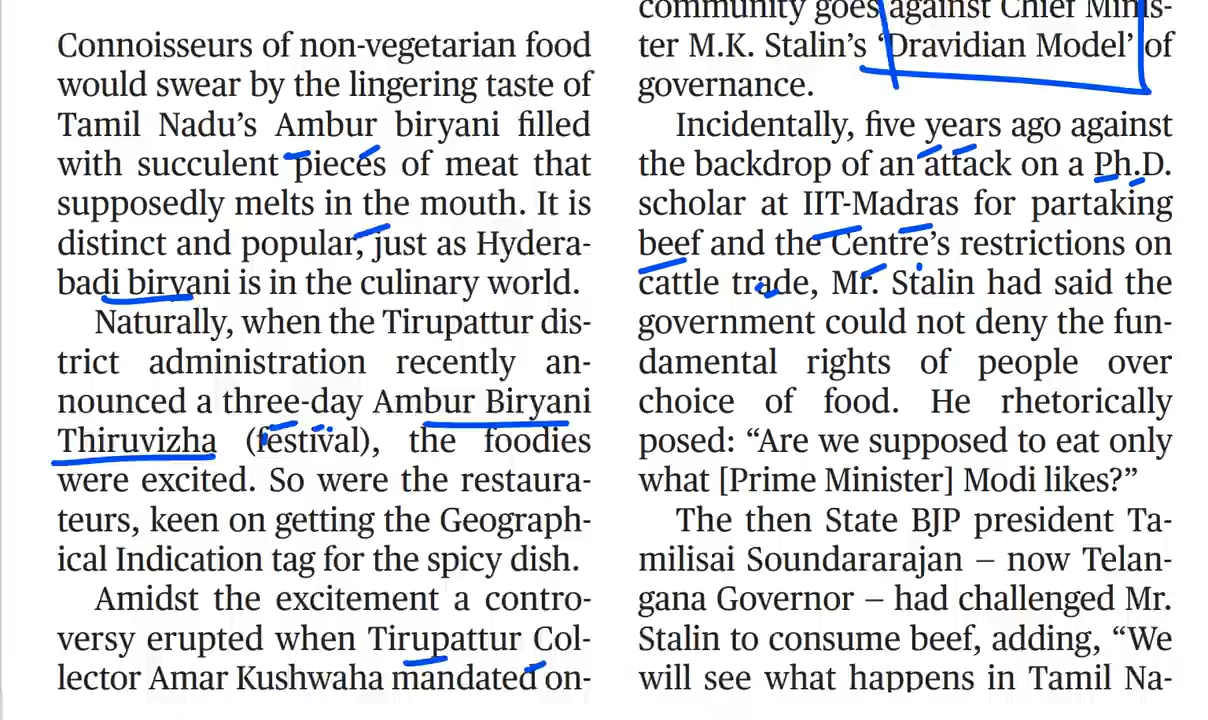 Connoisseurs of non-vegetarian food
would swear by the lingering taste of
Tamil Nadu's Ambur biryani filled
with succulent pieces of meat that
supposedly melts in the mouth. It is
distinct and popular, just as Hydera-
badi biryani is in the culinary world.
Naturally, when the Tirupattur dis-
trict administration recently an-
nounced a three-day Ambur Biryani
Thiruvizha (festival), the foodies
were excited. So were the restaura-
teurs, keen on getting the Geograph-
ical Indication tag for the spicy dish.
Amidst the excitement a contro-
versy erupted when Tirupattur Col-
lector Amar Kushwaha mandated on-
community goes against Chief Minis-
ter M.K. Stalin's 'Dravidian Model' of
governance.
Incidentally, five years ago against
the backdrop of an attack on a Ph.D.
scholar at IIT-Madras for partaking
beef and the Centre's restrictions on
cattle trade, Mr. Stalin had said the
government could not deny the fun-
damental rights of people over
choice of food. He rhetorically
posed: "Are we supposed to eat only
what [Prime Minister] Modi likes?"
The then State BJP president Ta-
milisai Soundararajan – now Telan-
gana Governor – had challenged Mr.
Stalin to consume beef, adding, "We
will see what happens in Tamil Na-